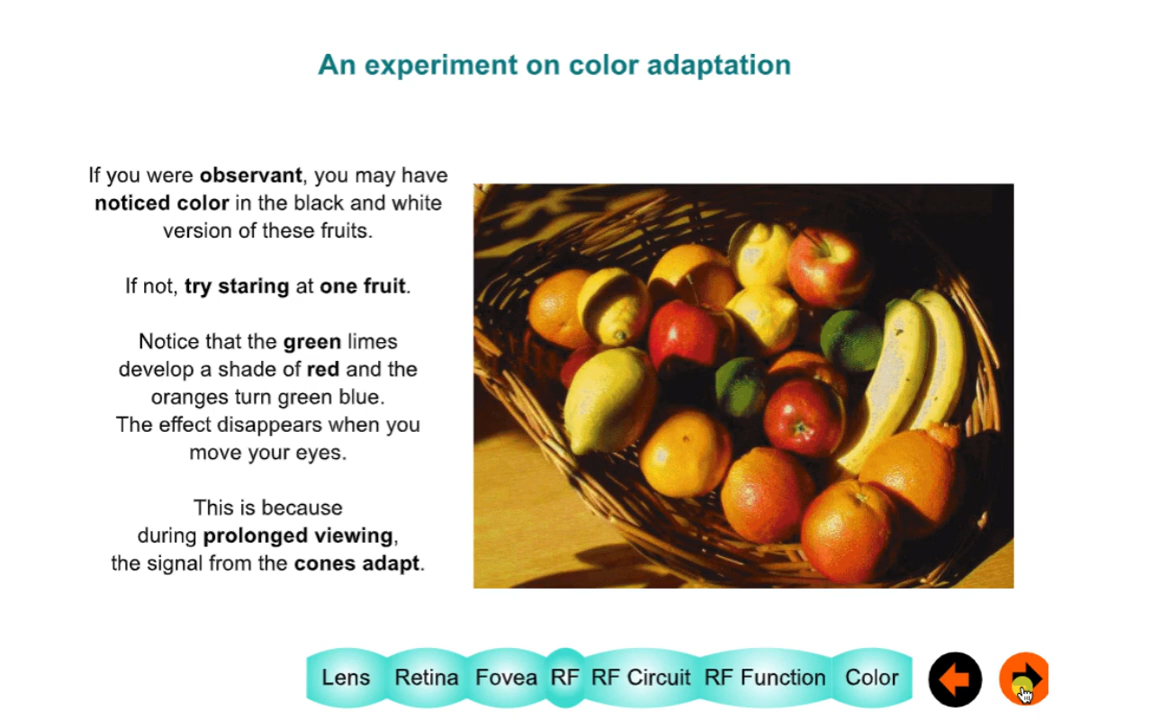 An experiment on color adaptation
If you were observant, you may have
noticed color in the black and white
version of these fruits.
If not, try staring at one fruit.
Notice that the green limes
develop a shade of red and the
oranges turn green blue.
The effect disappears when you
move your eyes.
This is because
during prolonged viewing,
the signal from the cones adapt.
Lens Retina Fovea RF RF Circuit RF Function Color